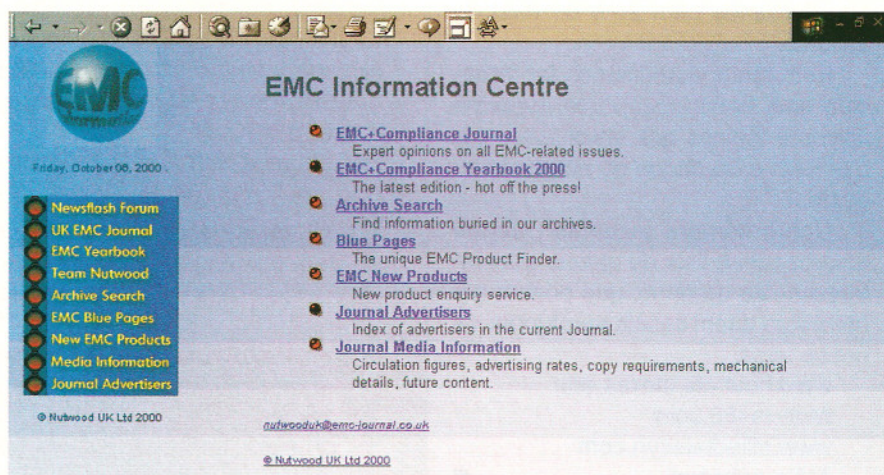 EMC
Information
Friday, October 06, 2000
Newsflash Forum
UK EMC Journal
EMC Yearbook
Team Nutwood
Archive Search
EMC Blue Pages
New EMC Products
Media Information
Journal Advertisers
© Nutwood UK Ltd 2000
EMC Information Centre
EMC+Compliance Journal
Expert opinions on all EMC-related issues.
EMC+Compliance Yearbook 2000
The latest edition - hot off the press!
Archive Search
Find information buried in our archives.
Blue Pages
The unique EMC Product Finder.
EMC New Products
New product enquiry service.
Journal Advertisers
Index of advertisers in the current Journal.
Journal Media Information
Circulation figures, advertising rates, copy requirements, mechanical
details, future content.
nutwooduk@emc-journal.co.uk
© Nutwood UK Ltd 2000